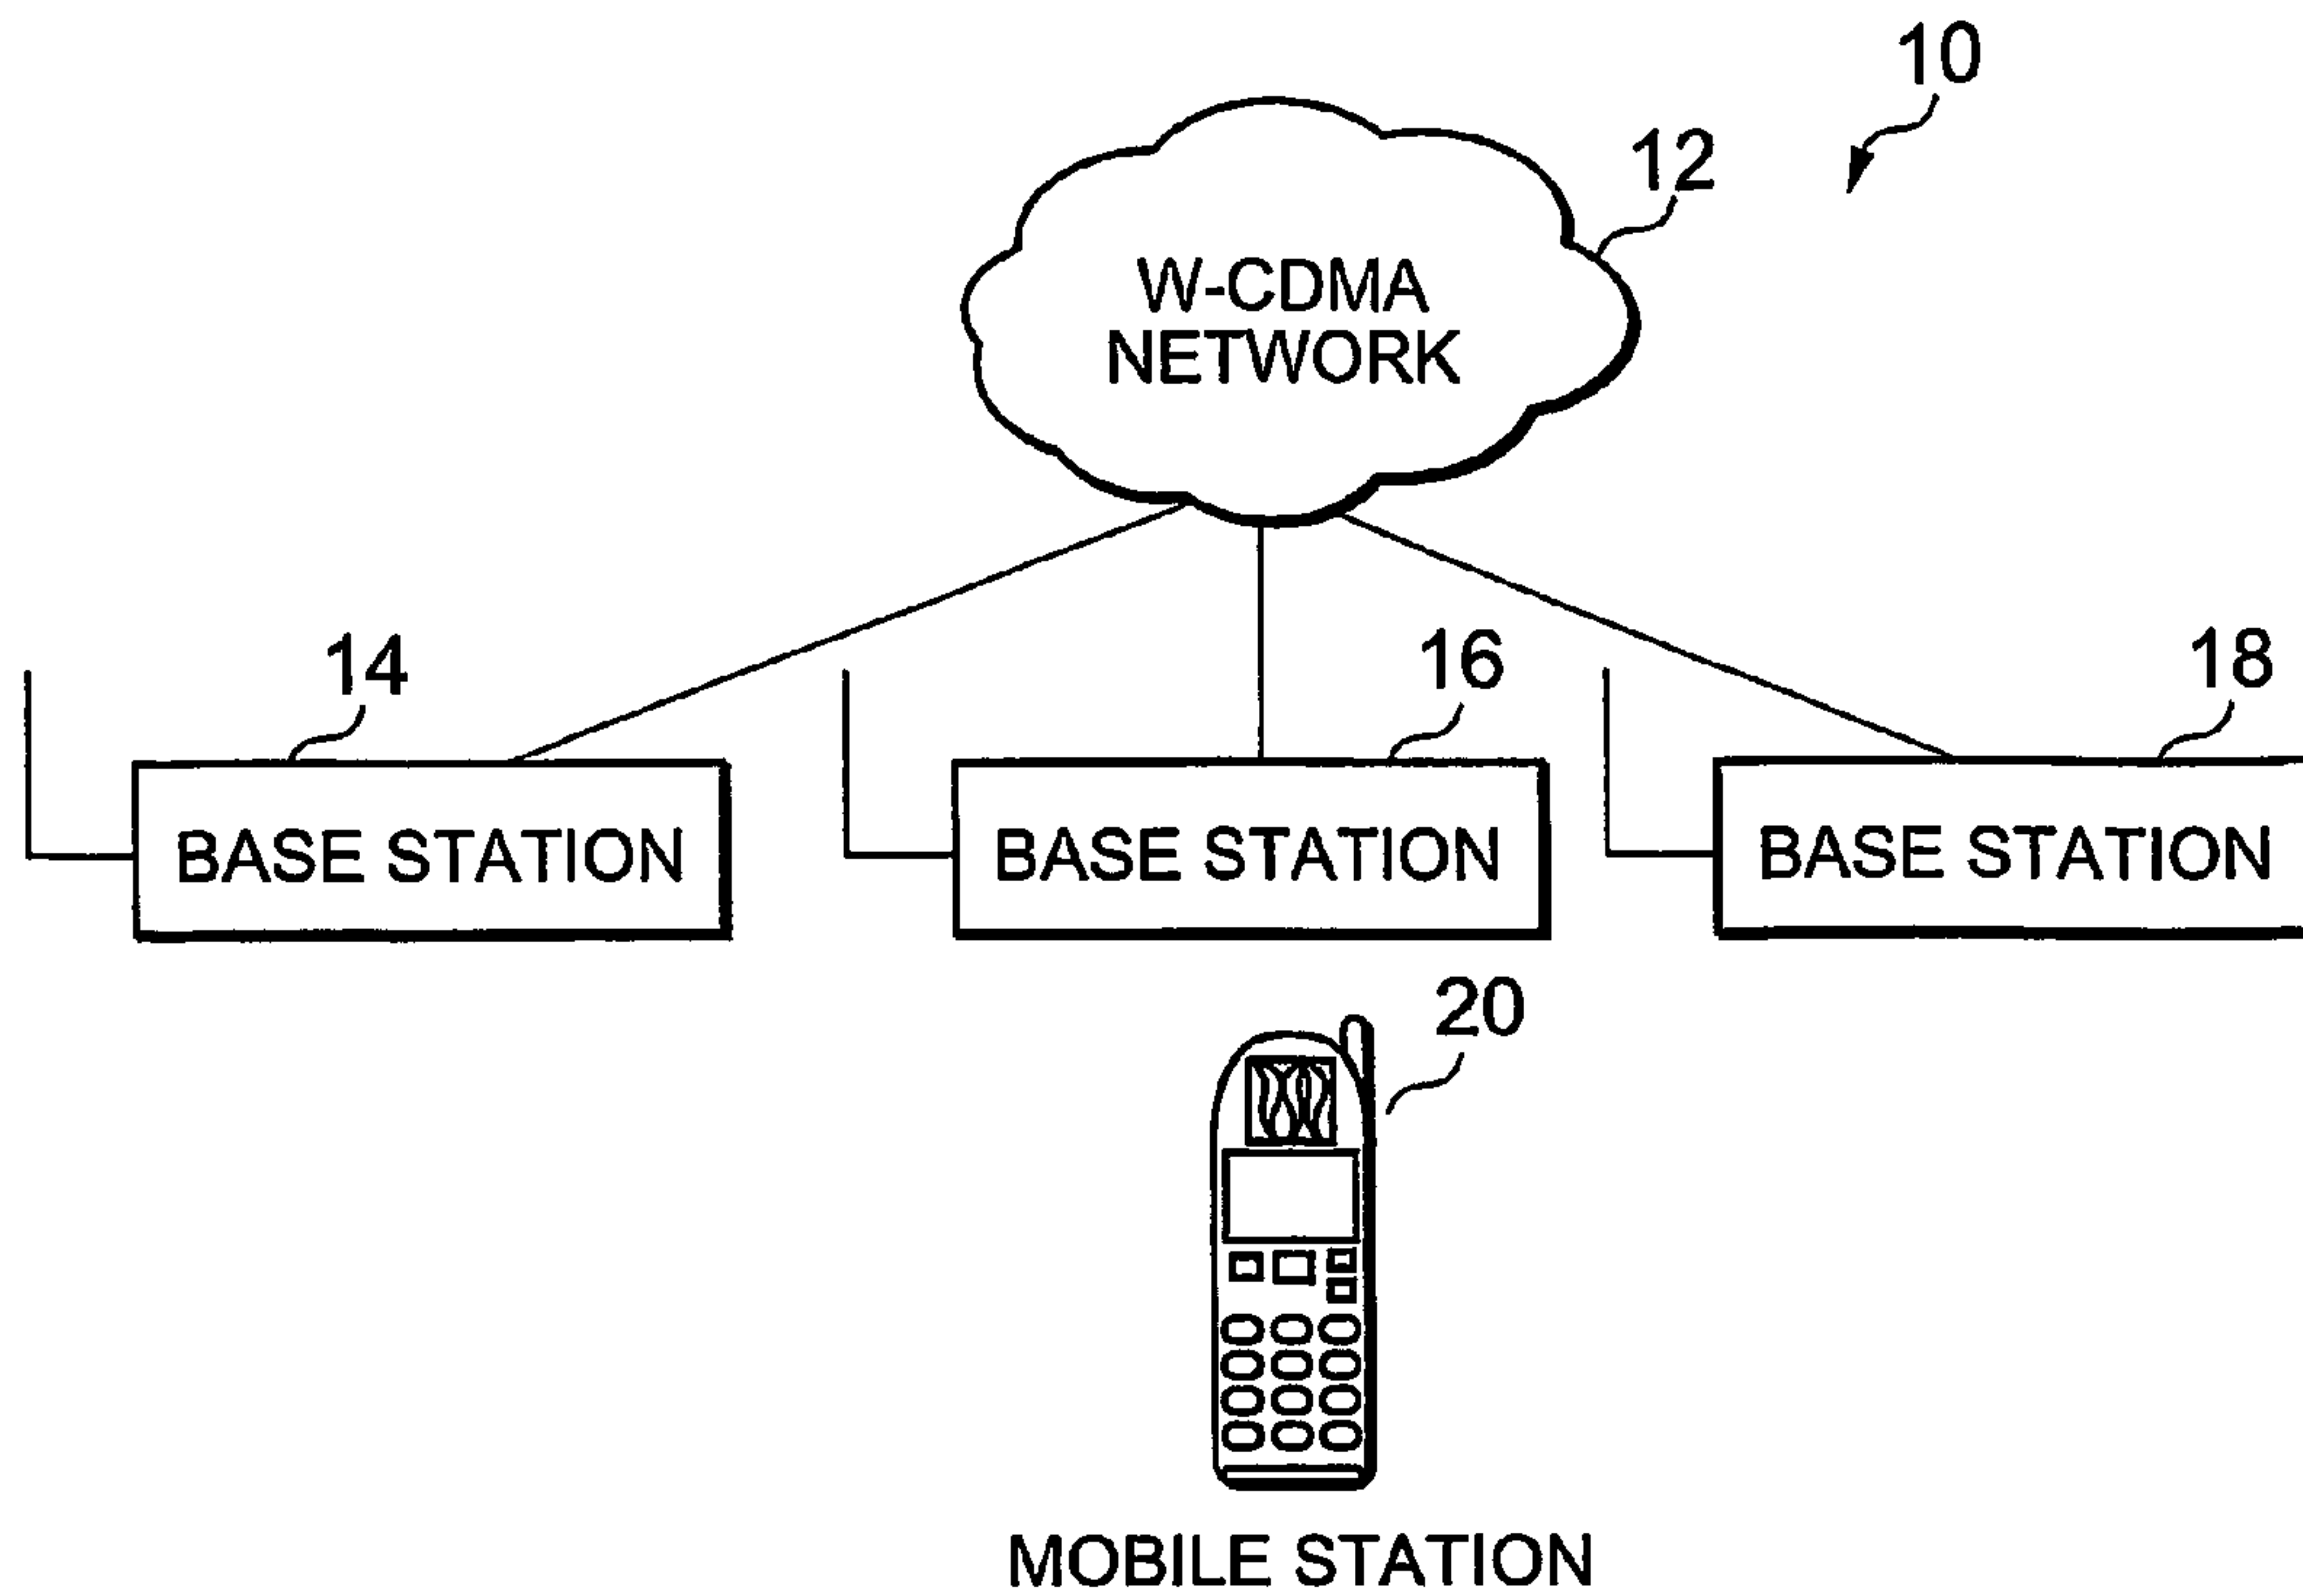 10
12
W-CDMA
NETWORK
14
16
18
BASE STATION
BASE STATION
BASE STATION
20
MOBILE STATION